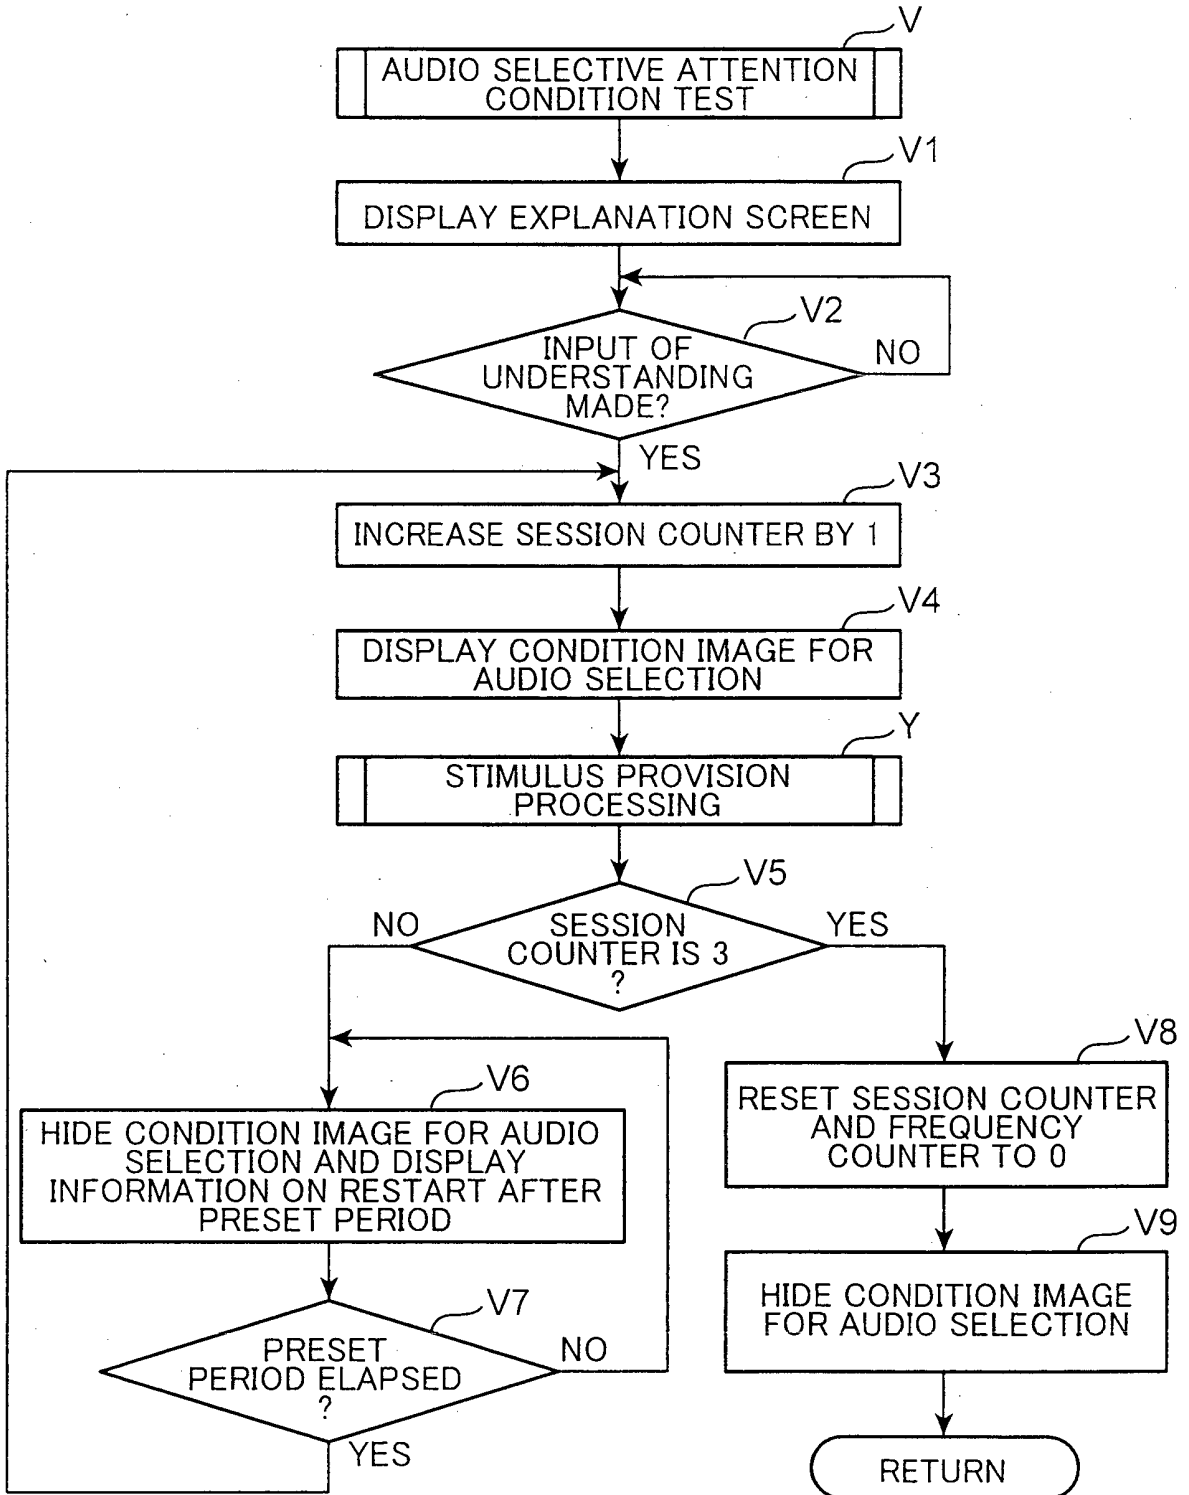 V
AUDIO SELECTIVE ATTENTION
CONDITION TEST
V1
DISPLAY EXPLANATION SCREEN
V2
INPUT OF
UNDERSTANDING
MADE?
NO
YES
V3
INCREASE SESSION COUNTER BY 1
V4
DISPLAY CONDITION IMAGE FOR
AUDIO SELECTION
Y
STIMULUS PROVISION
PROCESSING
V5
NO
SESSION
COUNTER IS 3
?
YES
V6
HIDE CONDITION IMAGE FOR AUDIO
SELECTION AND DISPLAY
INFORMATION ON RESTART AFTER
PRESET PERIOD
V7
PRESET
PERIOD ELAPSED
?
NO
YES
V8
RESET SESSION COUNTER
AND FREQUENCY
COUNTER TO 0
V9
HIDE CONDITION IMAGE
FOR AUDIO SELECTION
RETURN